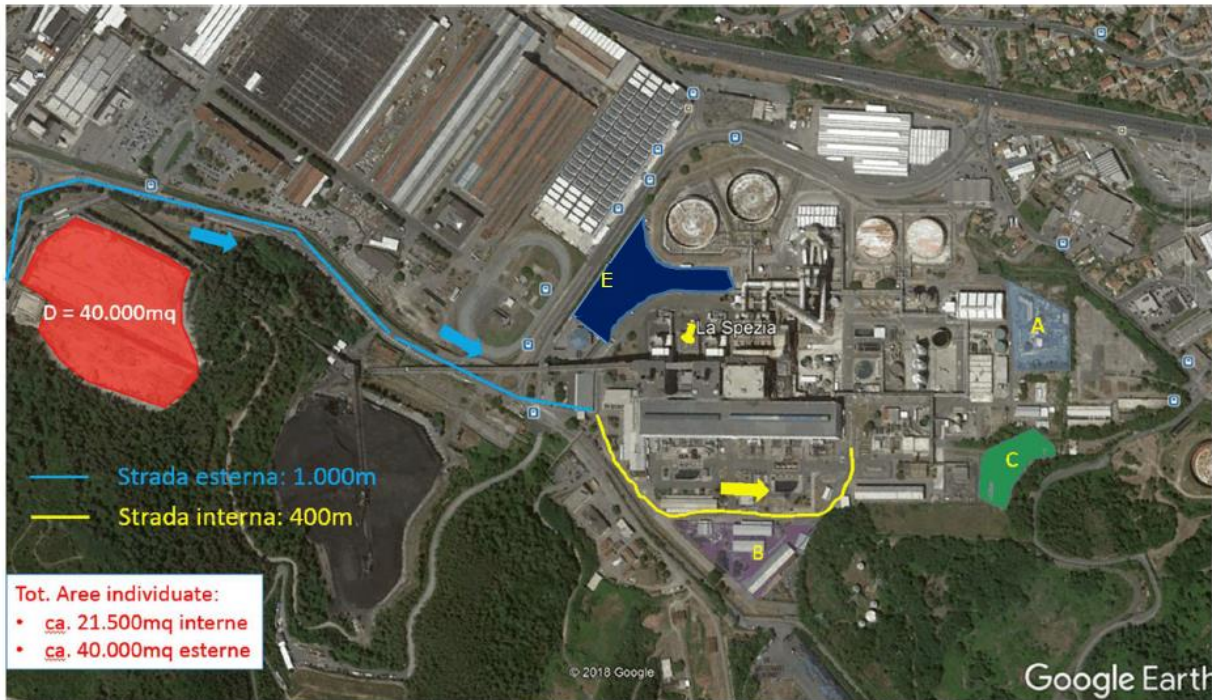 E
La Spezia
A
D = 40.000mq
C
Strada esterna: 1.000m
Strada interna: 400m
B
Tot. Aree individuate:
• ca. 21.500mq interne
• ca. 40.000mq esterne
© 2018 Google
Google Earth